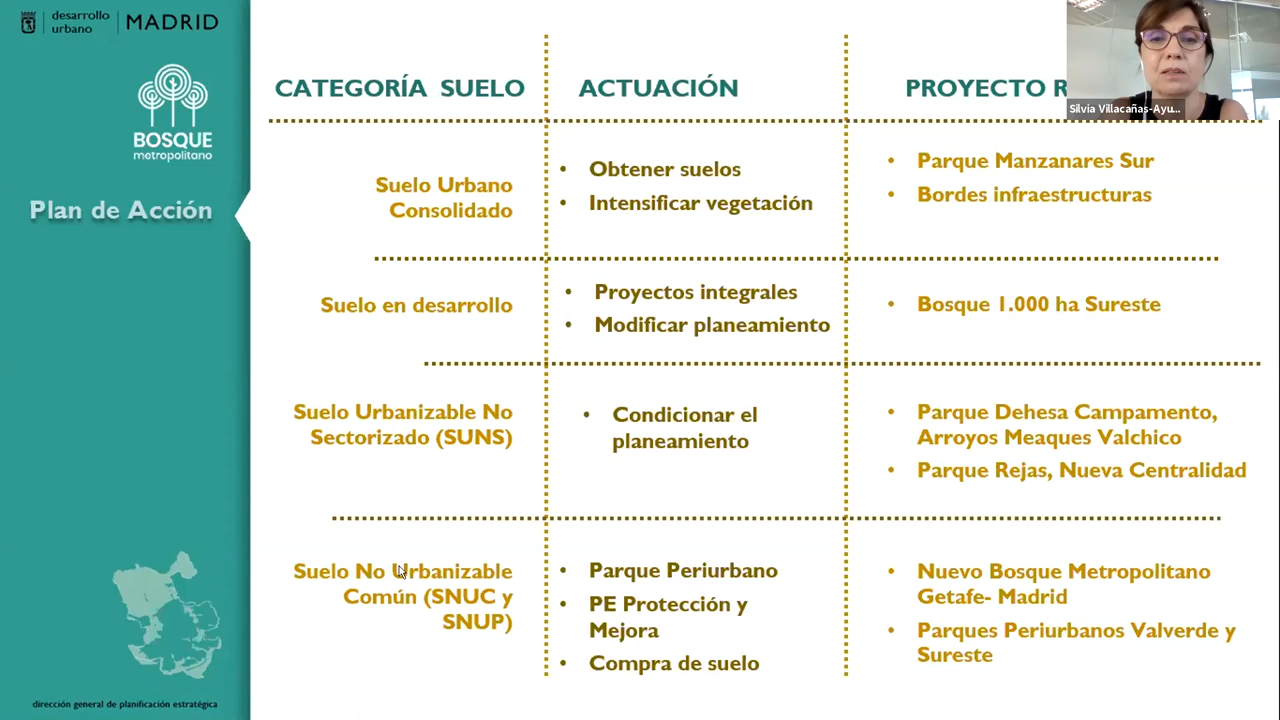 desarrollo
urbano
MADRID
BOSQUE
metropolitano
Plan de Acción
dirección general de planificación estratégica
CATEGORÍA SUELO
ACTUACIÓN
PROYECTO R
Silvia Villacañas-Ayu...
Suelo Urbano
Consolidado
• Obtener suelos
• Intensificar vegetación
• Parque Manzanares Sur
• Bordes infraestructuras
Suelo en desarrollo
• Proyectos integrales
• Modificar planeamiento
• Bosque 1.000 ha Sureste
Suelo Urbanizable No
Sectorizado (SUNS)
• Condicionar el
planeamiento
• Parque Dehesa Campamento,
Arroyos Meaques Valchico
• Parque Rejas, Nueva Centralidad
Suelo No Urbanizable
Común (SNUC y
SNUP)
• Parque Periurbano
• PE Protección y
Mejora
• Compra de suelo
• Nuevo Bosque Metropolitano
Getafe- Madrid
• Parques Periurbanos Valverde y
Sureste